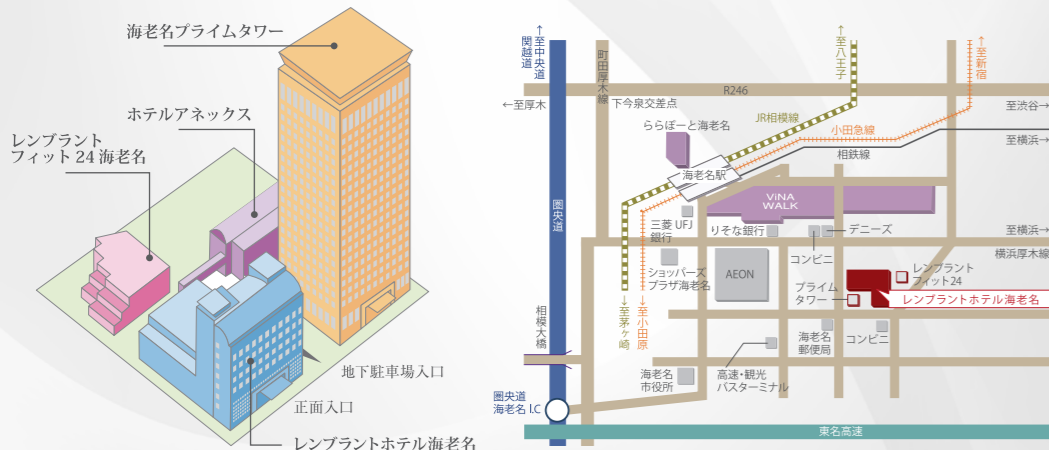 海老名プライムタワー
ホテルアネックス
レンブラント
フィット24海老名
地下駐車場入口
正面入口
レンブラントホテル海老名
↑至中央道
関越道
町田厚木線
↑至八王子
↑至新宿
R246
←至厚木
下今泉交差点
至渋谷→
ららぽーと海老名
JR相模線
小田急線
相鉄線
至横浜→
海老名駅
圏央道
ViNA
WALK
三菱UFJ
銀行
りそな銀行
デニーズ
コンビニ
至横浜→
横浜厚木線
ショッパーズ
プラザ海老名
AEON
レンブラント
フィット24
プライム
タワー
レンブラントホテル海老名
相模大橋
↓至茅ヶ崎
↓至小田原
海老名
郵便局
コンビニ
海老名
市役所
高速・観光
バスターミナル
圏央道
海老名 I.C
東名高速